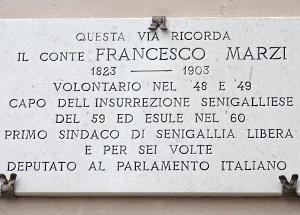 QUESTA VIA RICORDA
IL CONTE FRANCESCO MARZI
1823 — 1903
VOLONTARIO NEL '48 E '49
CAPO DELL'INSURREZIONE SENIGALLIESE
DEL '59 ED ESULE NEL '60
PRIMO SINDACO DI SENIGALLIA LIBERA
E PER SEI VOLTE
DEPUTATO AL PARLAMENTO ITALIANO